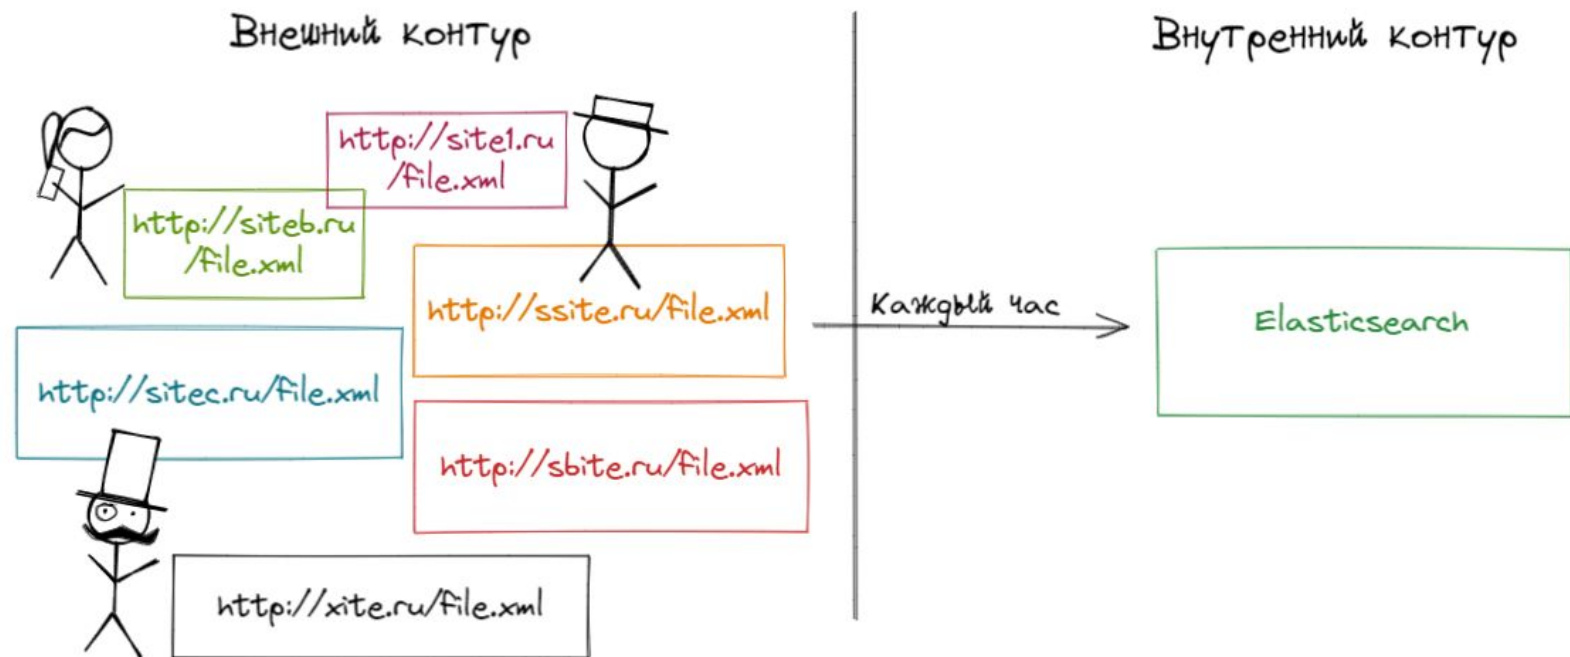 Внешний контур
Внутренний контур
http://site1.ru
/file.xml
http://siteb.ru
/file.xml
http://ssite.ru/file.xml
Каждый час
Elasticsearch
http://sitec.ru/file.xml
http://sbite.ru/file.xml
http://xite.ru/file.xml